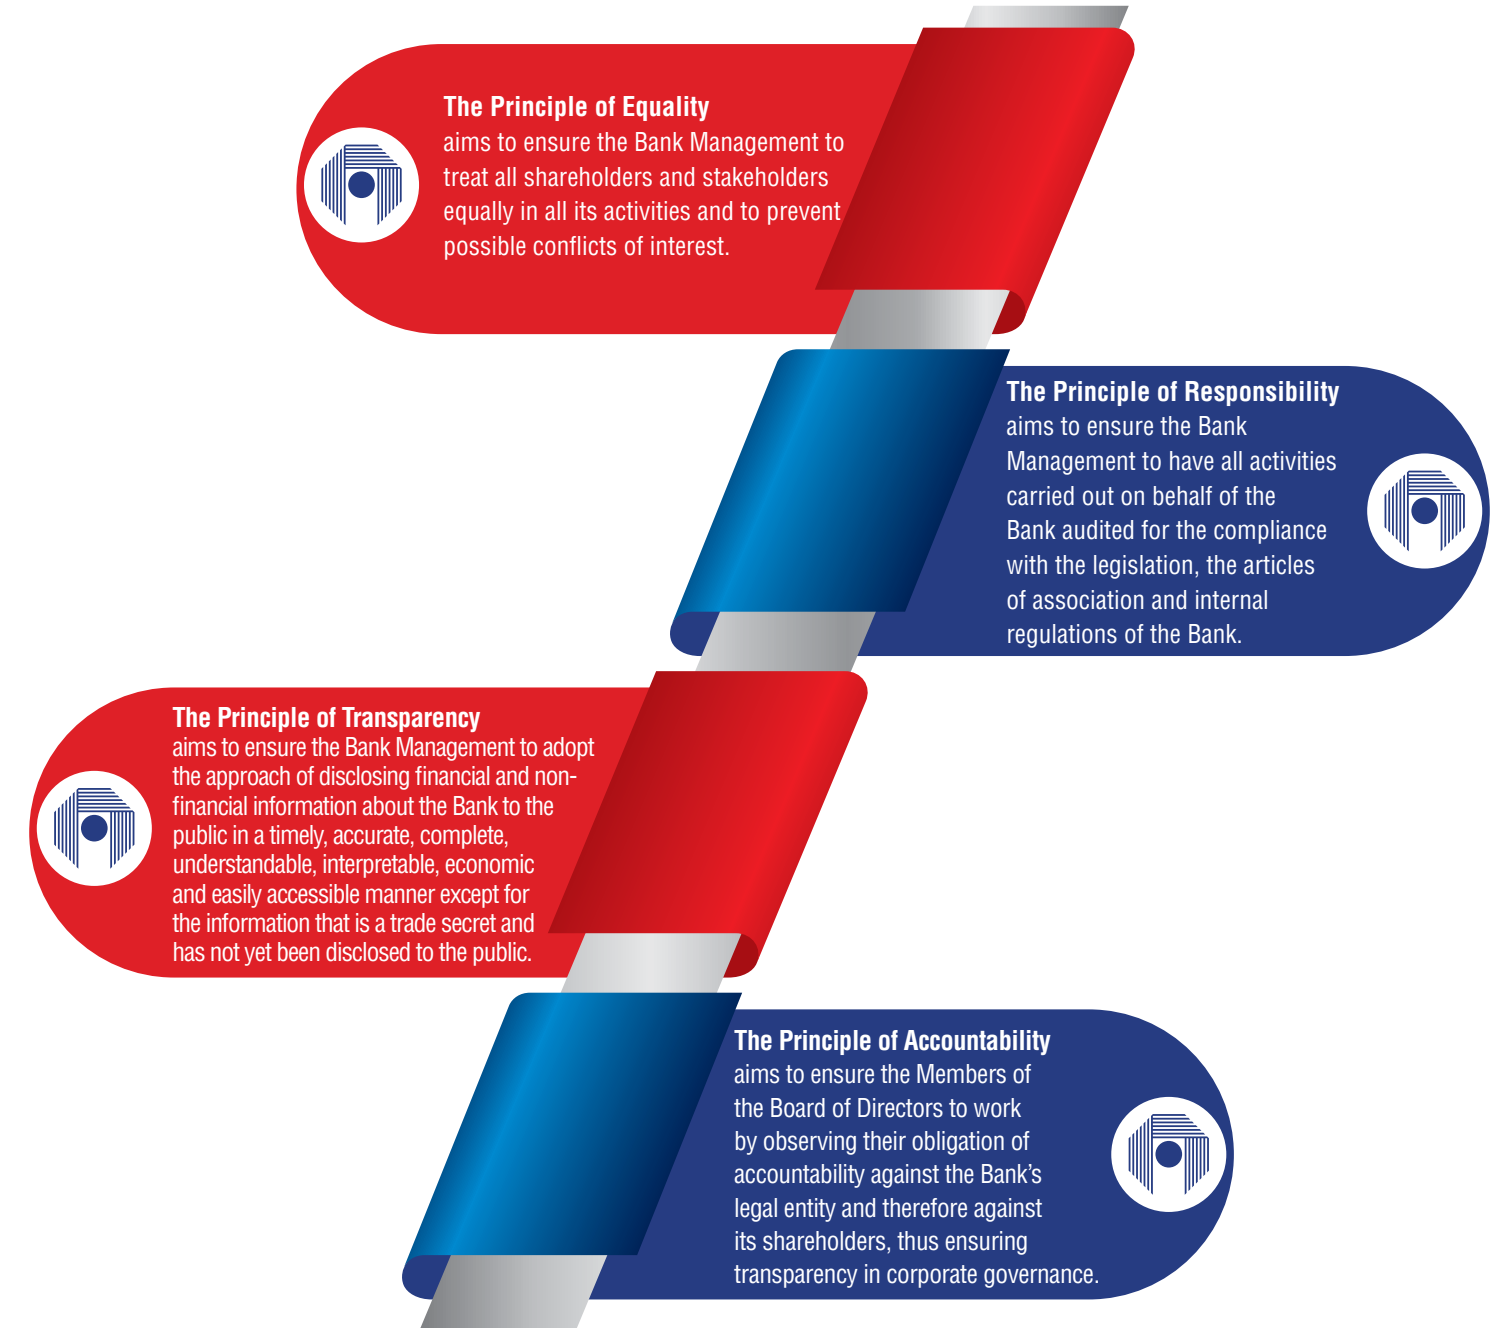 The Principle of Equality
aims to ensure the Bank Management to
treat all shareholders and stakeholders
equally in all its activities and to prevent
possible conflicts of interest.
The Principle of Responsibility
aims to ensure the Bank
Management to have all activities
carried out on behalf of the
Bank audited for the compliance
with the legislation, the articles
of association and internal
regulations of the Bank.
The Principle of Transparency
aims to ensure the Bank Management to adopt
the approach of disclosing financial and non-
financial information about the Bank to the
public in a timely, accurate, complete,
understandable, interpretable, economic
and easily accessible manner except for
the information that is a trade secret and
has not yet been disclosed to the public.
The Principle of Accountability
aims to ensure the Members of
the Board of Directors to work
by observing their obligation of
accountability against the Bank’s
legal entity and therefore against
its shareholders, thus ensuring
transparency in corporate governance.